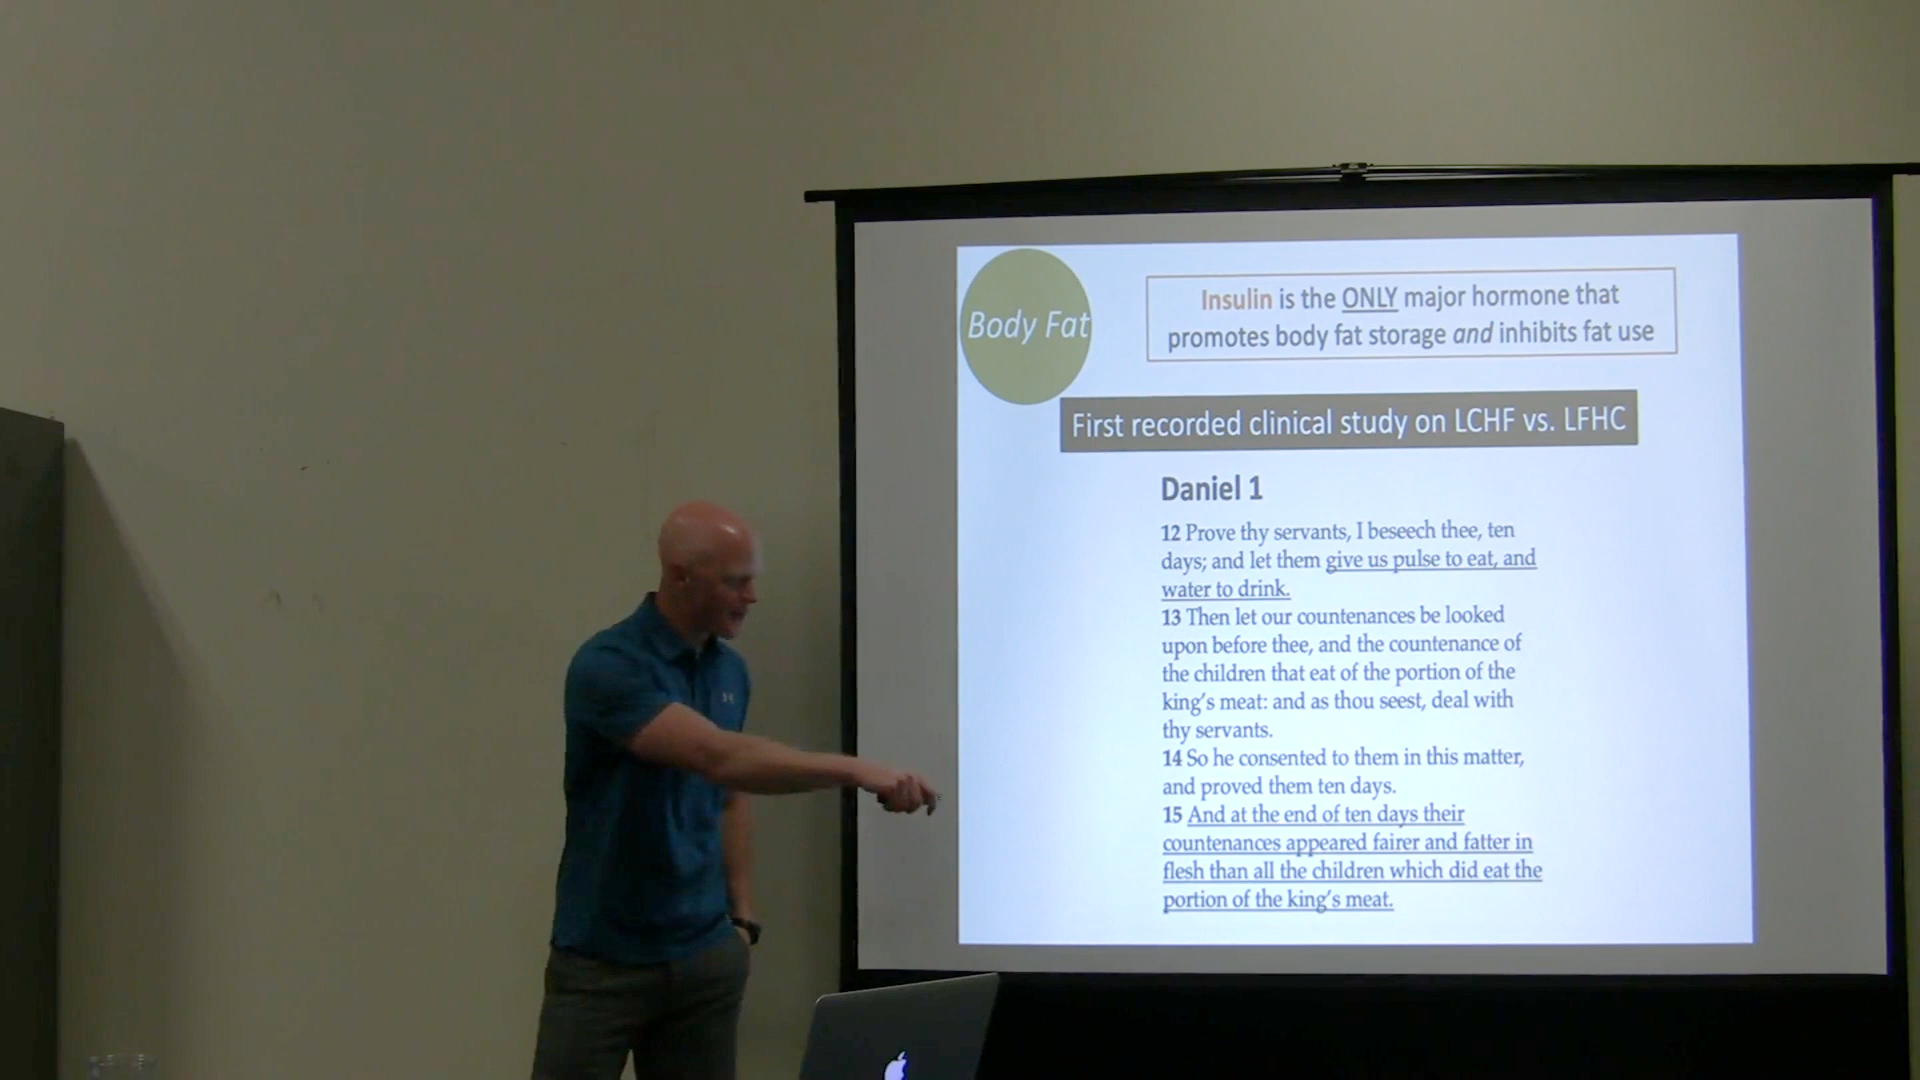 Body Fat
Insulin is the ONLY major hormone that
promotes body fat storage and inhibits fat use
First recorded clinical study on LCHF vs. LFHC
Daniel 1
12 Prove thy servants, I beseech thee, ten
days; and let them give us pulse to eat, and
water to drink.
13 Then let our countenances be looked
upon before thee, and the countenance of
the children that eat of the portion of the
king's meat: and as thou seest, deal with
thy servants.
14 So he consented to them in this matter,
and proved them ten days.
15 And at the end of ten days their
countenances appeared fairer and fatter in
flesh than all the children which did eat the
portion of the king's meat.